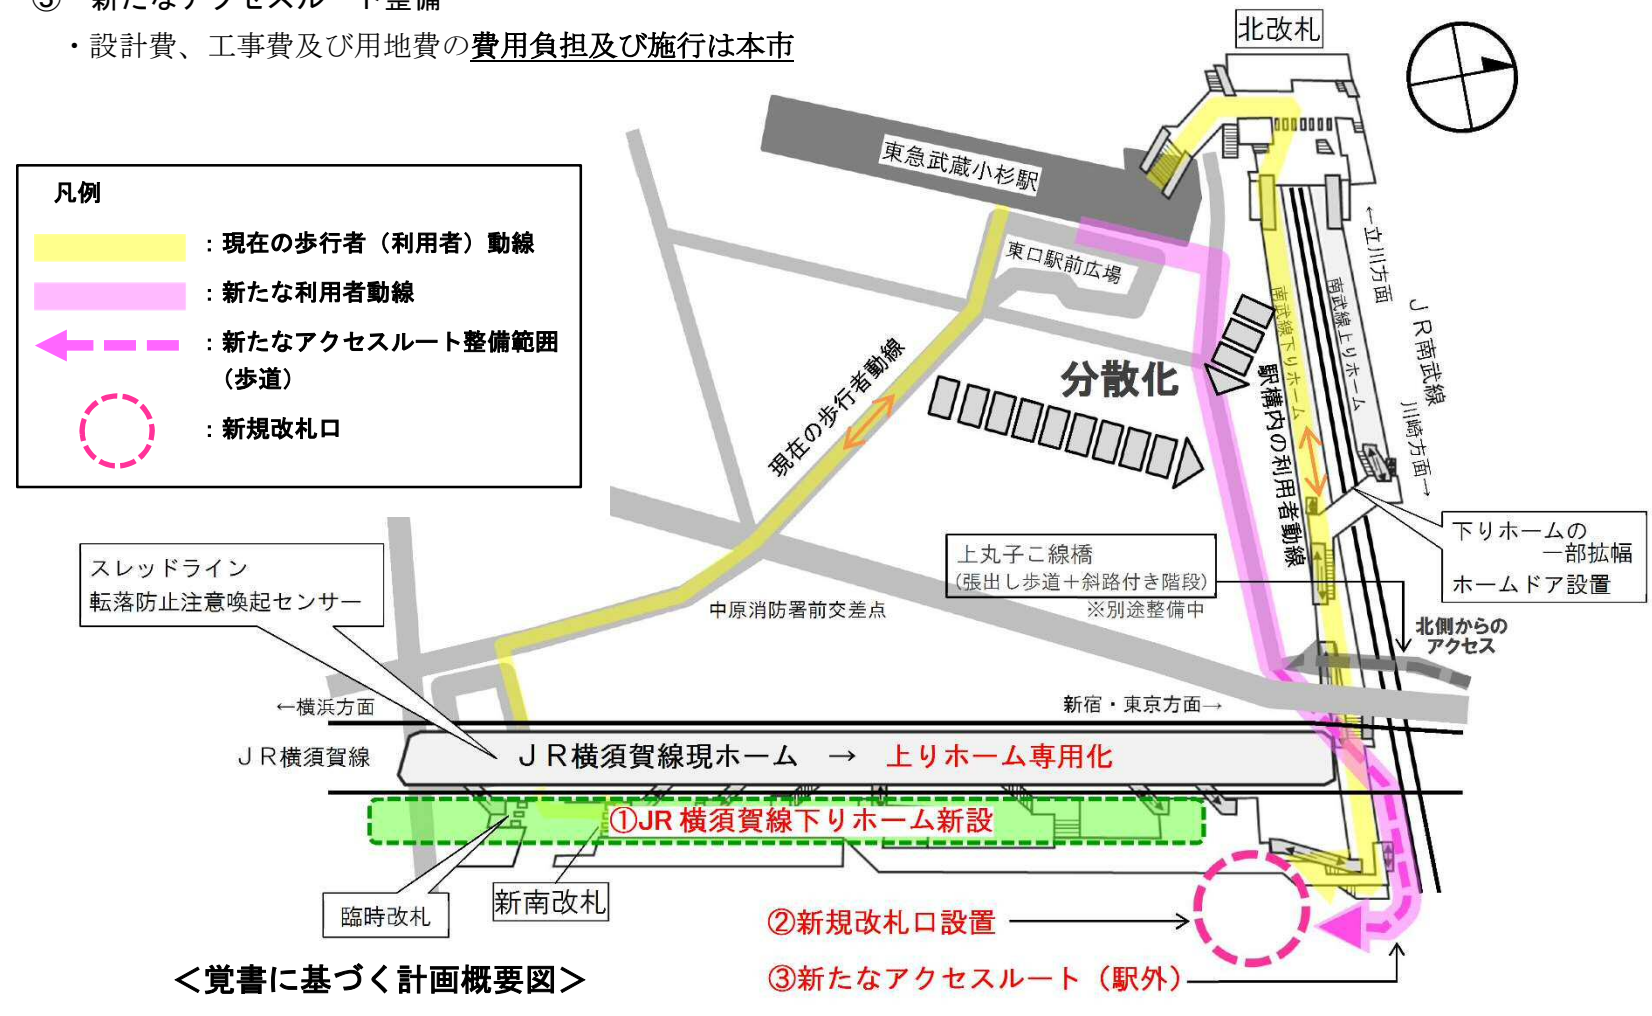 ③ 新たなアクセスルート整備
・設計費、工事費及び用地費の費用負担及び施行は本市
北改札
凡例
：現在の歩行者（利用者）動線
：新たな利用者動線
：新たなアクセスルート整備範囲
（歩道）
：新規改札口
東急武蔵小杉駅
東口駅前広場
←立川方面
ＪＲ南武線
川崎方面→
南武線下りホーム
南武線上りホーム
駅構内の利用者動線
分散化
現在の歩行者動線
下りホームの
一部拡幅
ホームドア設置
上丸子こ線橋
(張出し歩道＋斜路付き階段)
※別途整備中
北側からの
アクセス
スレッドライン
転落防止注意喚起センサー
中原消防署前交差点
←横浜方面
新宿・東京方面→
ＪＲ横須賀線
ＪＲ横須賀線現ホーム → 上りホーム専用化
①JR 横須賀線下りホーム新設
臨時改札
新南改札
②新規改札口設置
③新たなアクセスルート（駅外）
＜覚書に基づく計画概要図＞